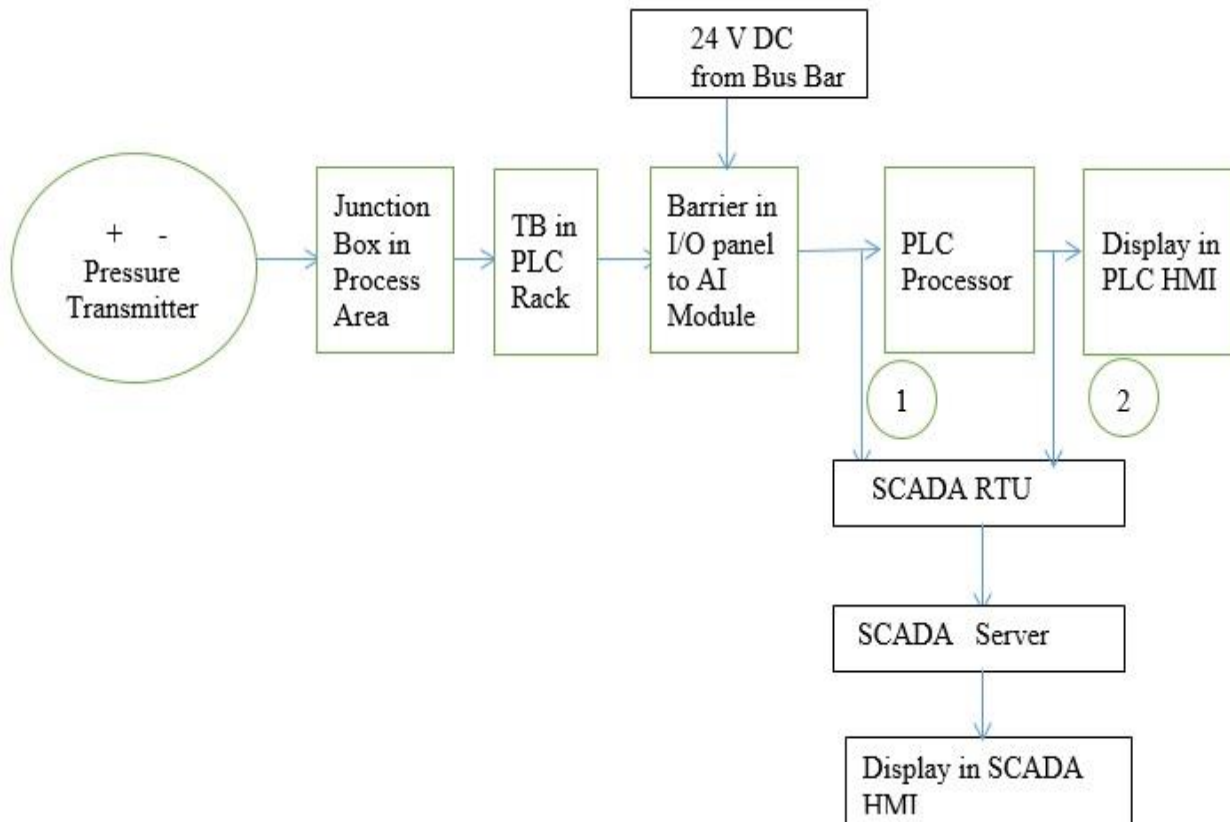 24 V DC
from Bus Bar
+ -
Pressure
Transmitter
Junction
Box in
Process
Area
TB in
PLC
Rack
Barrier in
I/O panel
to AI
Module
PLC
Processor
Display in
PLC HMI
1
2
SCADA RTU
SCADA Server
Display in SCADA
HMI